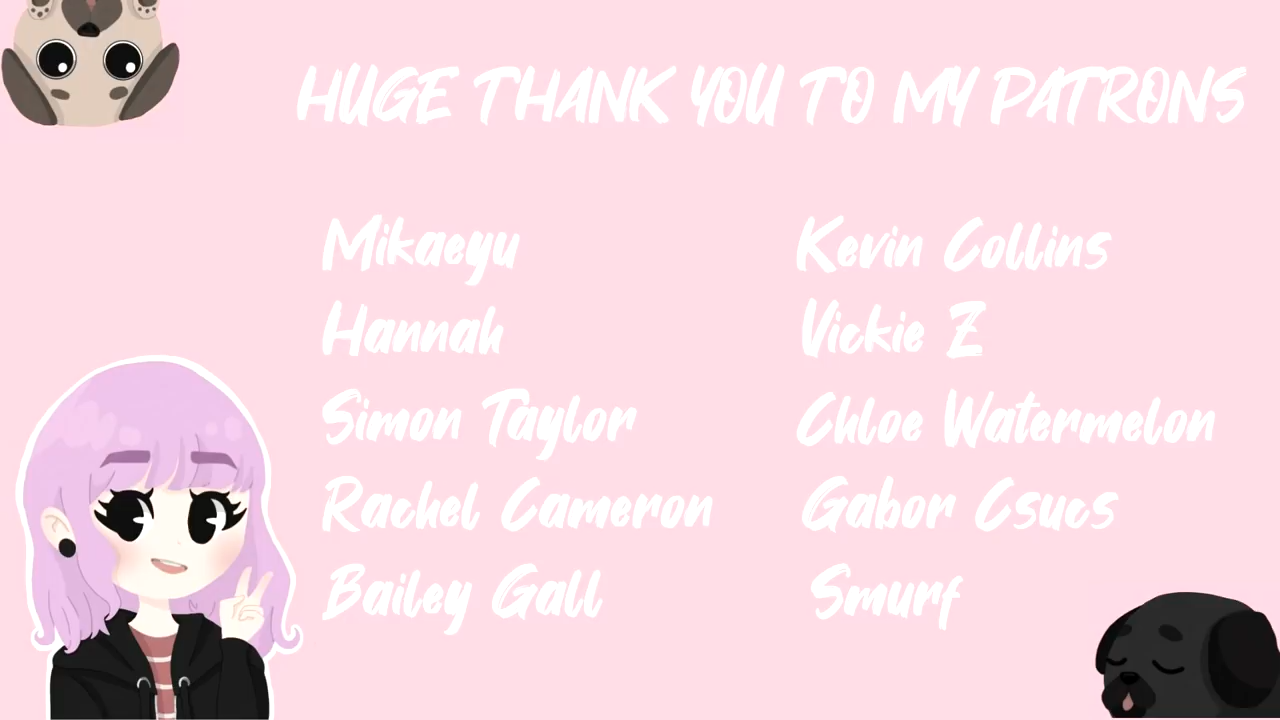 HUGE THANK YOU TO MY PATRONS
Mikaeyu
Hannah
Simon Taylor
Rachel Cameron
Bailey Gall
Kevin Collins
Vickie Z
Chloe Watermelon
Gabor Csucs
Smurf